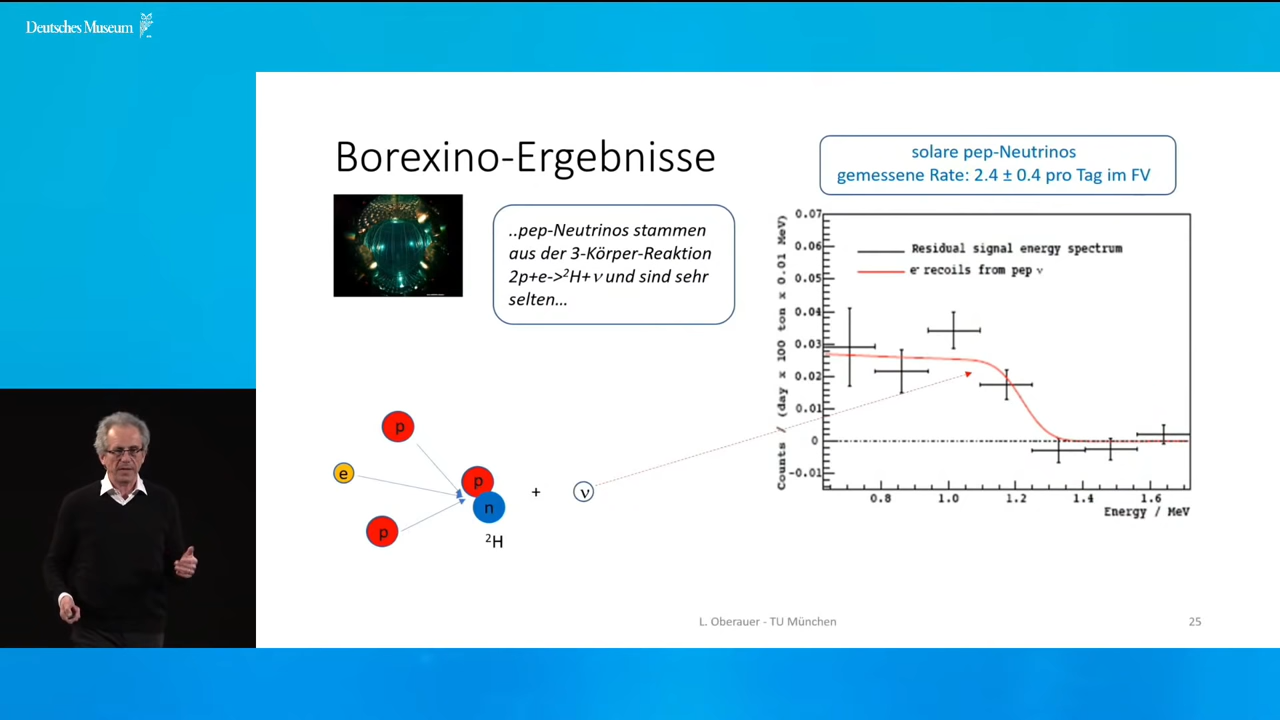 Deutsches Museum
Borexino-Ergebnisse
solare pep-Neutrinos
gemessene Rate: 2.4 ± 0.4 pro Tag im FV
..pep-Neutrinos stammen
aus der 3-Körper-Reaktion
2p+e->²H+ν und sind sehr
selten…
0.07
0.06
0.05
0.04
0.03
0.02
0.01
0
-0.01
Counts / (day x 100 ton x 0.01 MeV)
Residual signal energy spectrum
e⁻ recoils from pep ν
0.8 1.0 1.2 1.4 1.6
Energy / MeV
p
e
p
p
n
+
ν
²H
L. Oberauer - TU München
25